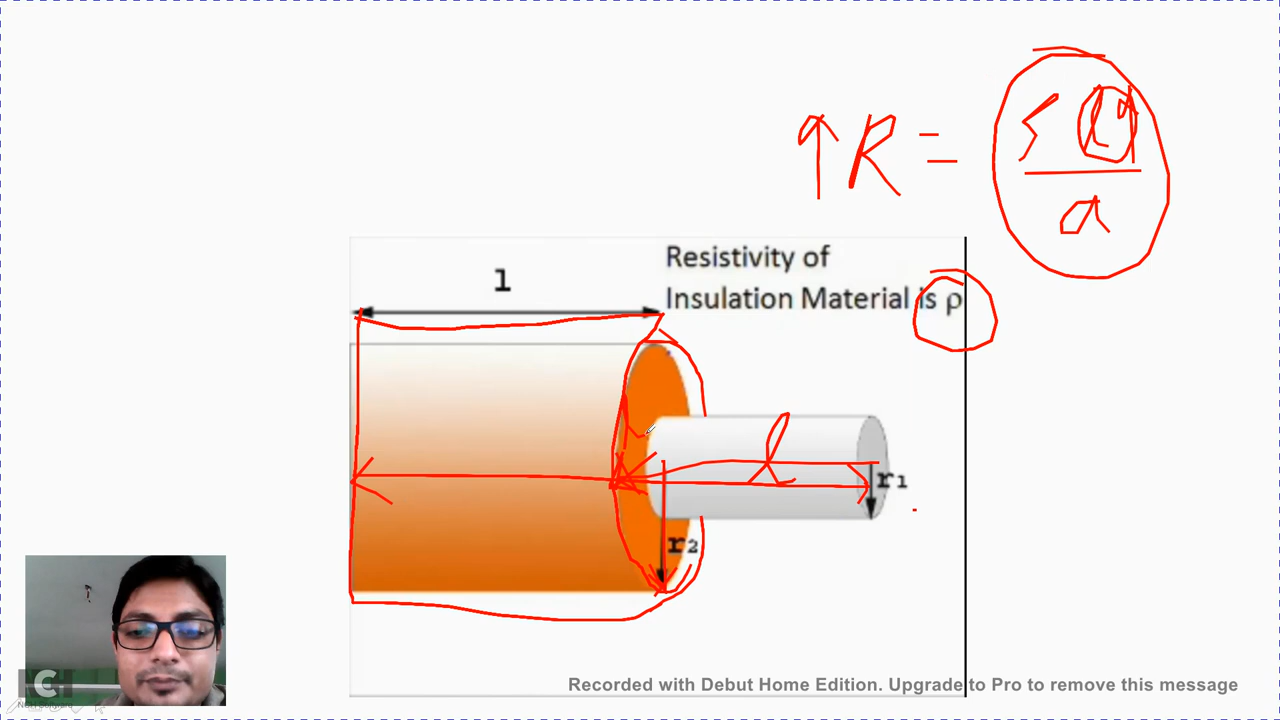 R = ρ l
a
Resistivity of
Insulation Material is ρ
l
l
r1
r2
Recorded with Debut Home Edition. Upgrade to Pro to remove this message